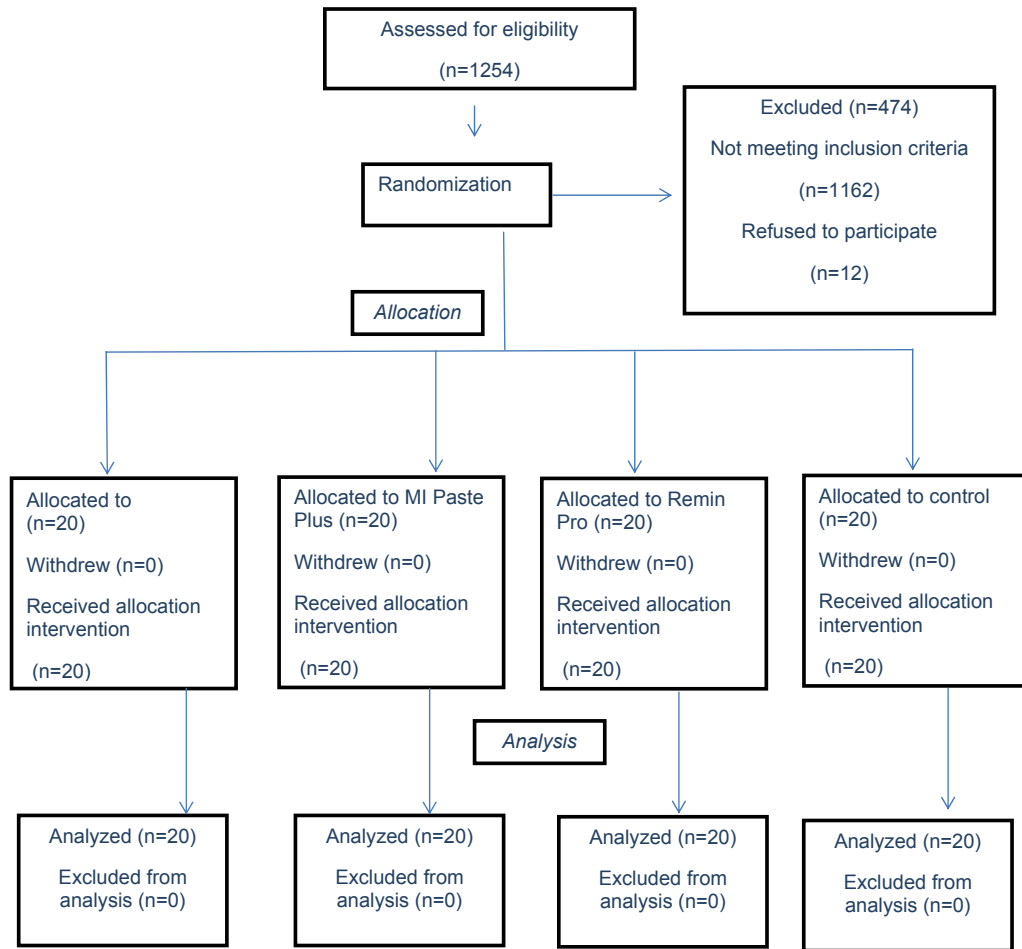 Assessed for eligibility
(n=1254)
Excluded (n=474)
Not meeting inclusion criteria
(n=1162)
Refused to participate
(n=12)
Randomization
Allocation
Allocated to
(n=20)
Withdrew (n=0)
Received allocation
intervention
(n=20)
Allocated to MI Paste
Plus (n=20)
Withdrew (n=0)
Received allocation
intervention
(n=20)
Allocated to Remin
Pro (n=20)
Withdrew (n=0)
Received allocation
intervention
(n=20)
Allocated to control
(n=20)
Withdrew (n=0)
Received allocation
intervention
(n=20)
Analysis
Analyzed (n=20)
Excluded from
analysis (n=0)
Analyzed (n=20)
Excluded from
analysis (n=0)
Analyzed (n=20)
Excluded from
analysis (n=0)
Analyzed (n=20)
Excluded from
analysis (n=0)